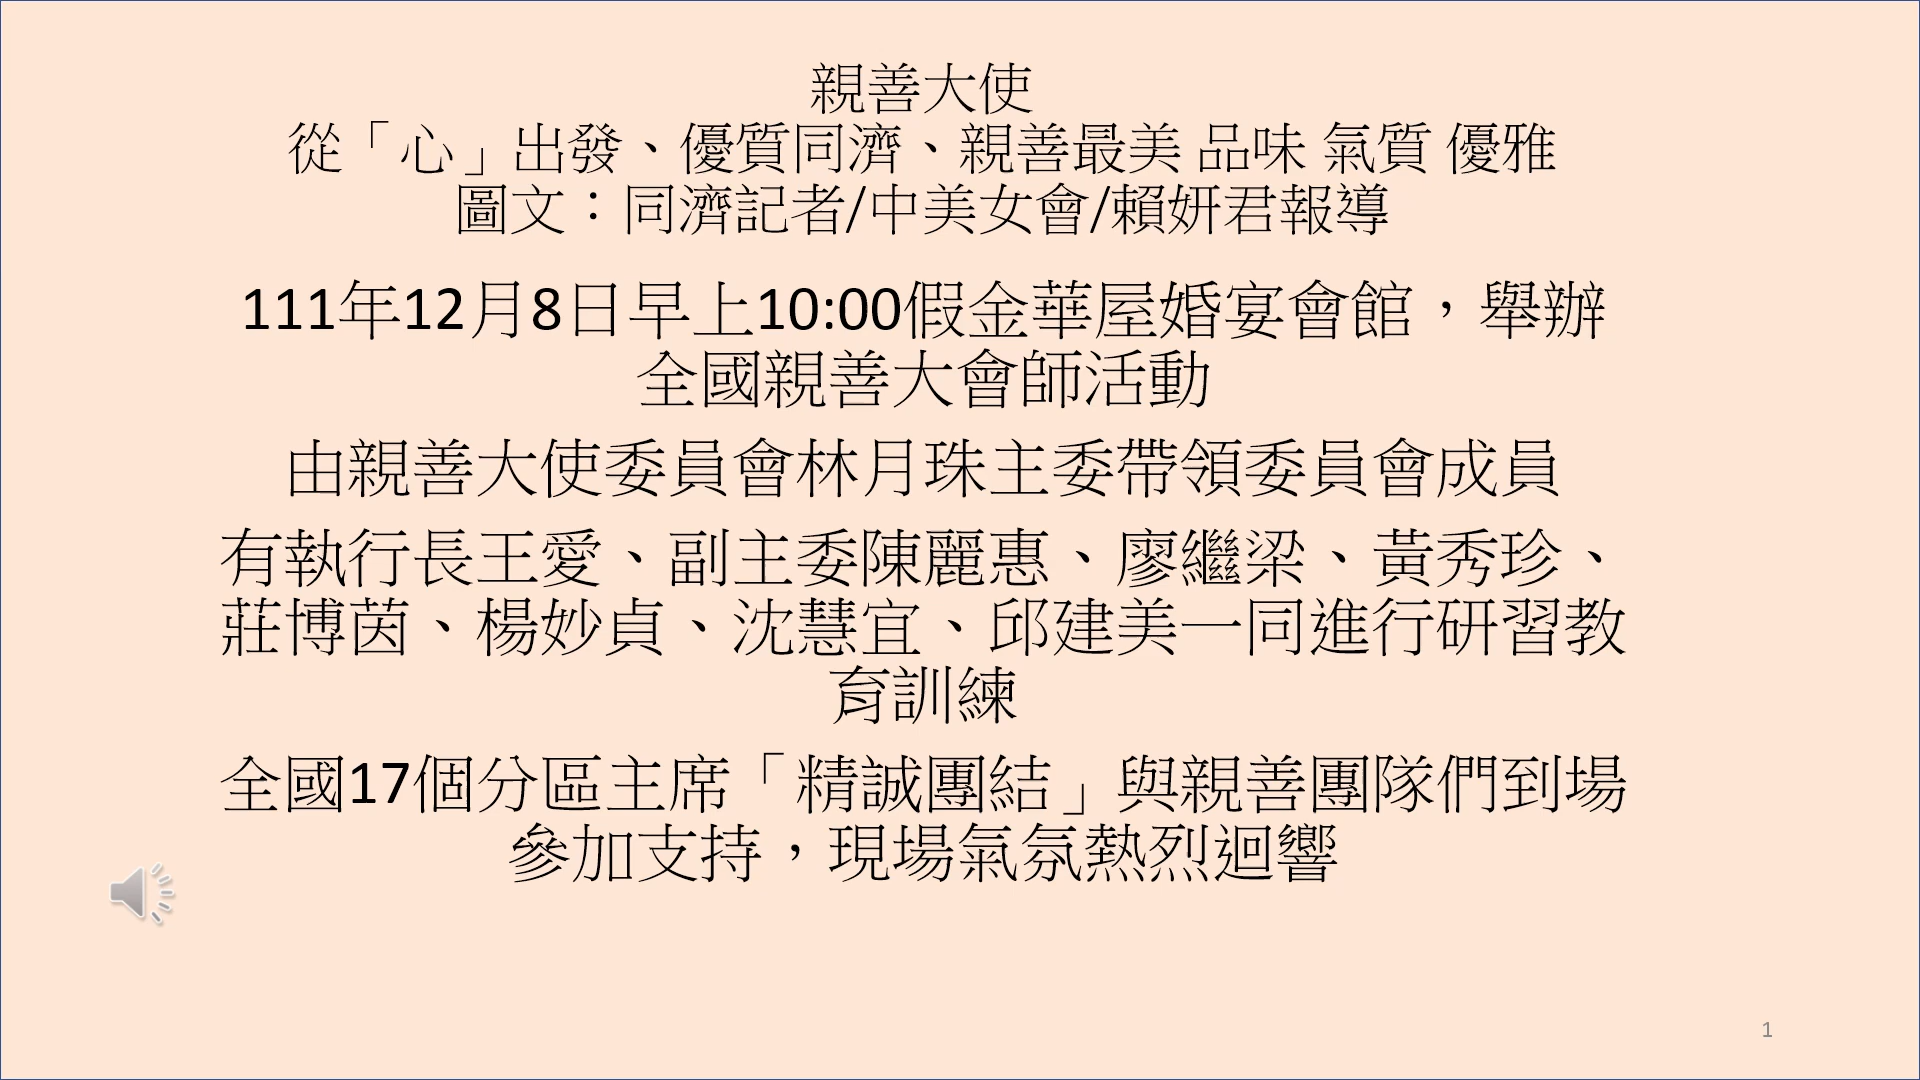 親善大使
從「心」出發、優質同濟、親善最美 品味 氣質 優雅
圖文：同濟記者/中美女會/賴妍君報導
111年12月8日早上10:00假金華屋婚宴會館，舉辦
全國親善大會師活動
由親善大使委員會林月珠主委帶領委員會成員
有執行長王愛、副主委陳麗惠、廖繼梁、黃秀珍、
莊博茵、楊妙貞、沈慧宜、邱建美一同進行研習教
育訓練
全國17個分區主席「精誠團結」與親善團隊們到場
參加支持，現場氣氛熱烈迴響
1